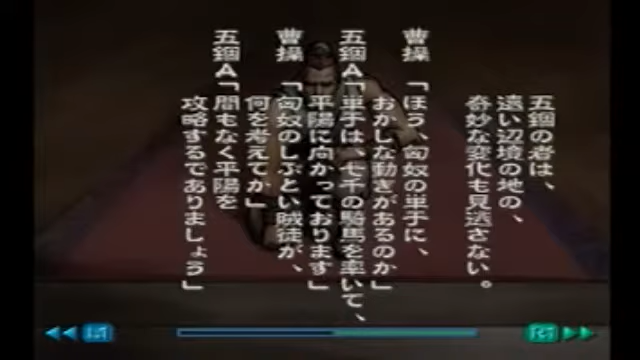 五錮の者は、
遠い辺境の地の、
奇妙な変化も見逃さない。
曹操「ほう、匈奴の単于に、
おかしな動きがあるのか」
五錮A「単于は、七千の騎馬を率いて、
平陽に向かっております」
曹操「匈奴のしぶとい賊徒が、
何を考えてか」
五錮A「間もなく平陽を
攻略するでありましょう」
L1
R1